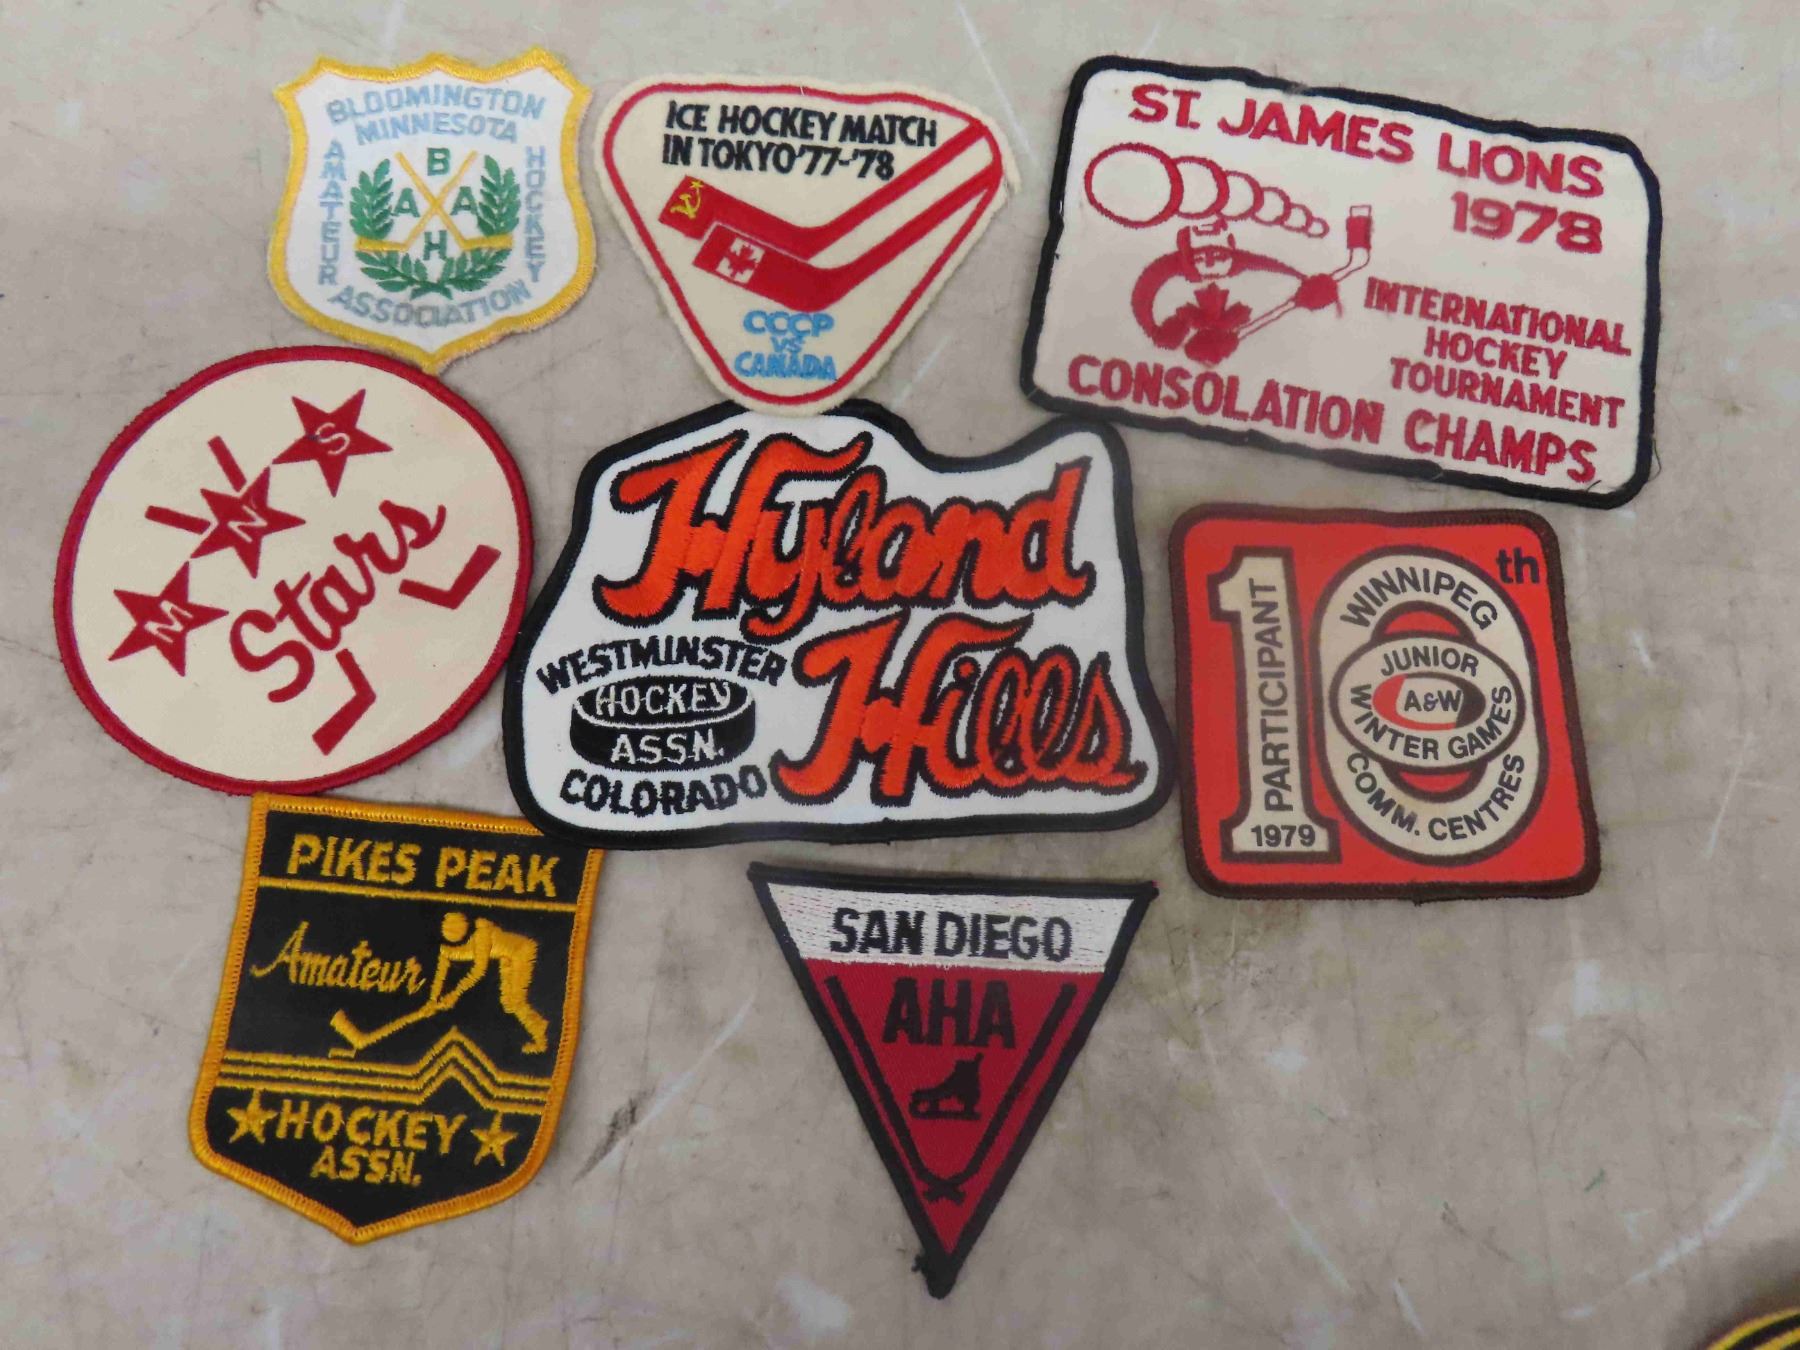 BLOOMINGTON
MINNESOTA
AMATEUR
HOCKEY
B
A A
H
ASSOCIATION
ICE HOCKEY MATCH
IN TOKYO '77-'78
CCCP
VS
CANADA
ST. JAMES LIONS
1978
INTERNATIONAL
HOCKEY
TOURNAMENT
CONSOLATION CHAMPS
M N S
Stars
Hyland
Hills
WESTMINSTER
HOCKEY
ASSN.
COLORADO
10th
PARTICIPANT
1979
WINNIPEG
JUNIOR
A&W
WINTER GAMES
COMM. CENTRES
PIKES PEAK
Amateur
HOCKEY
ASSN.
SAN DIEGO
AHA